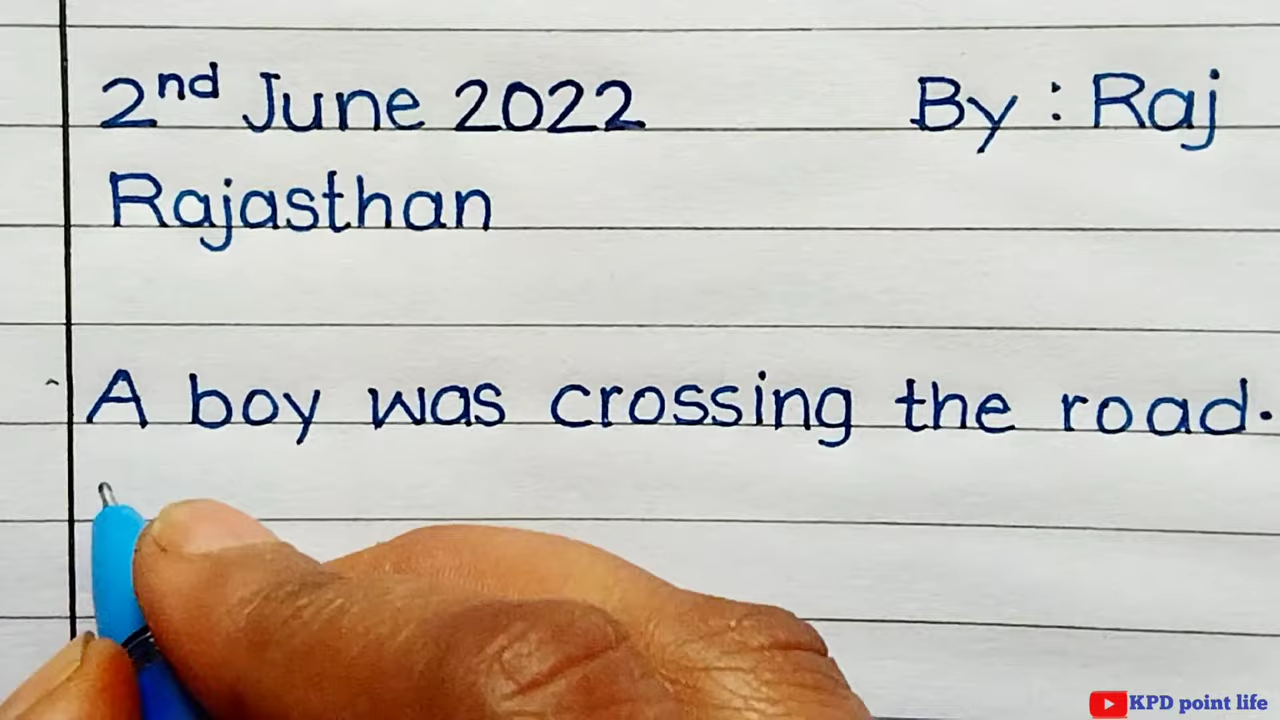 2nd June 2022 By : Raj
Rajasthan
A boy was crossing the road.
KPD point life